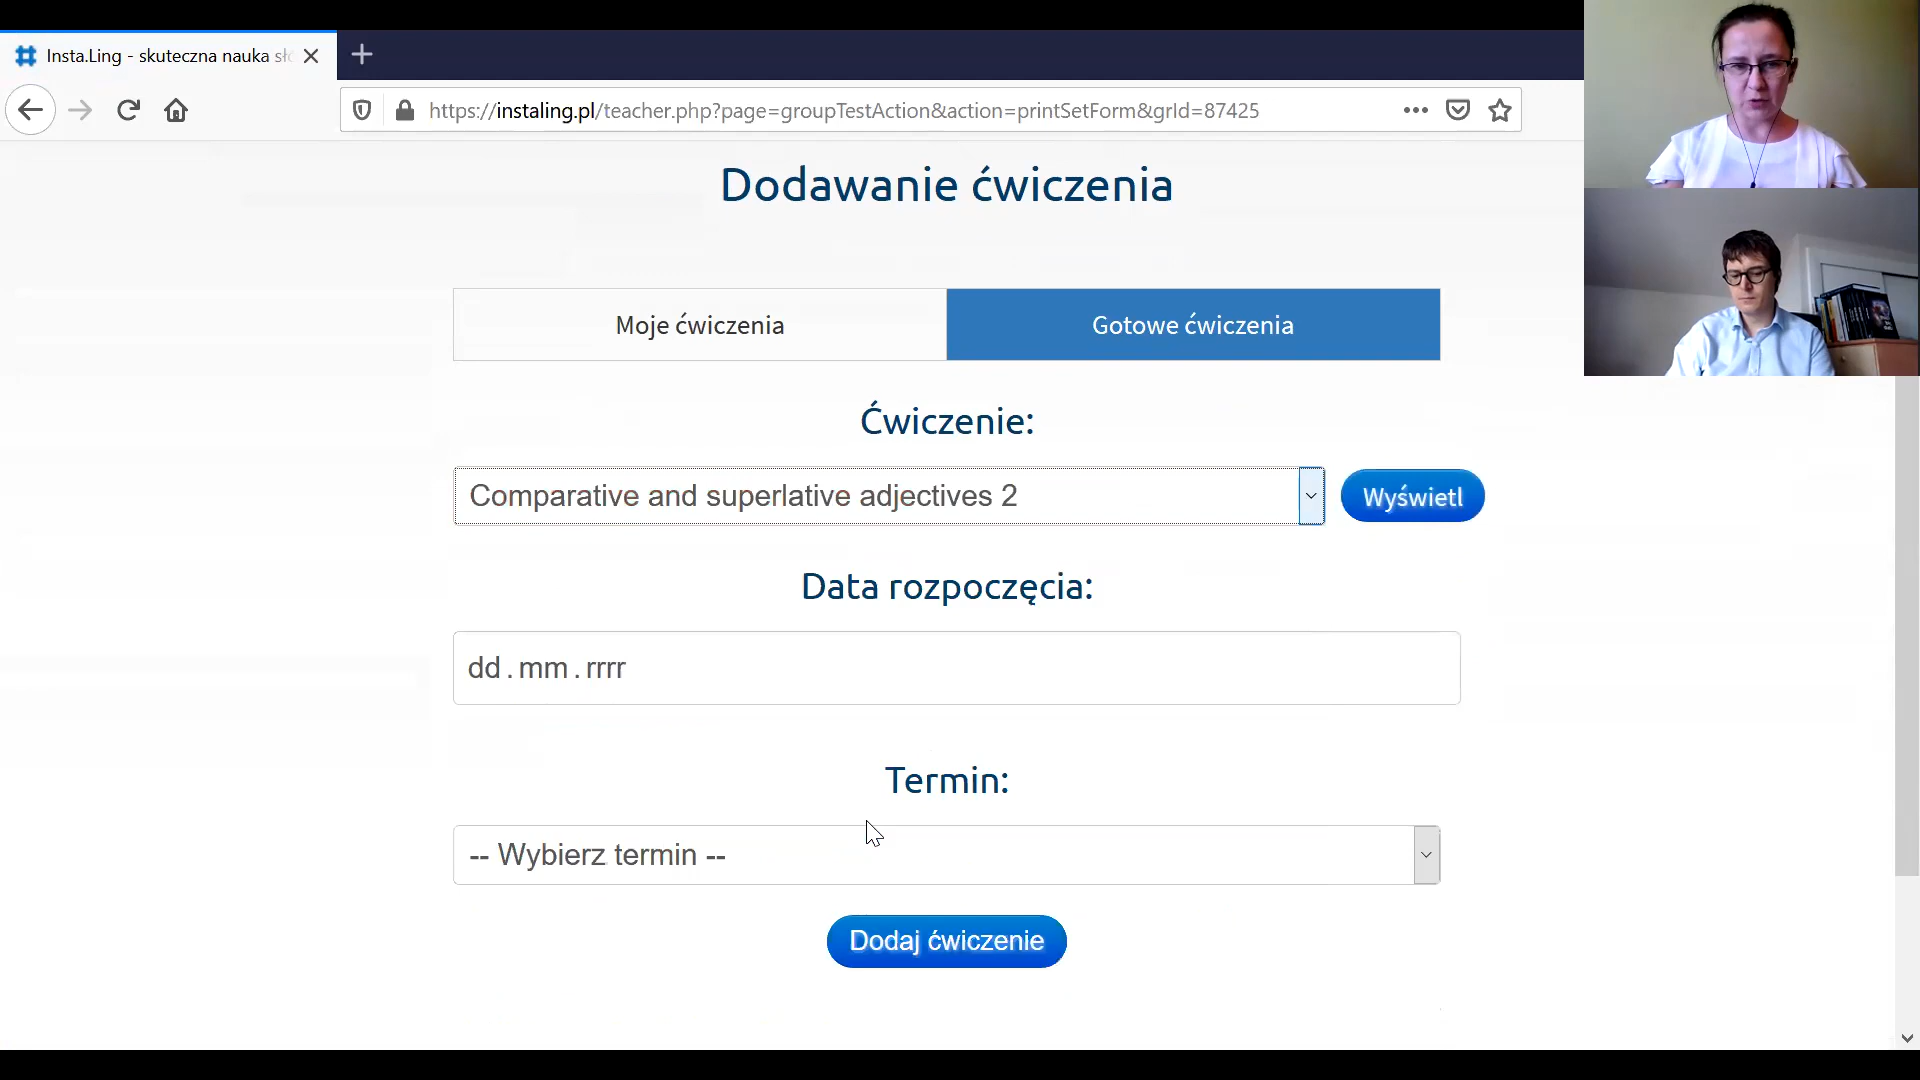 Insta.Ling - skuteczna nauka
https://instaling.pl/teacher.php?page=groupTestAction&action=printSetForm&grId=87425
Dodawanie ćwiczenia
Moje ćwiczenia
Gotowe ćwiczenia
Ćwiczenie:
Comparative and superlative adjectives 2
Wyświetl
Data rozpoczęcia:
dd.mm.rrrr
Termin:
-- Wybierz termin --
Dodaj ćwiczenie